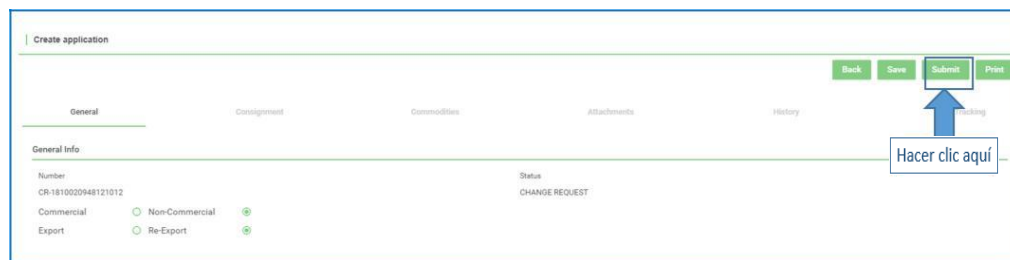 Create application
Back Save Submit Print
General Consignment Commodities Attachments History
Hacer clic aquí
General Info
Number Status
CR-1810020948121012 CHANGE REQUEST
Commercial Non-Commercial
Export Re-Export